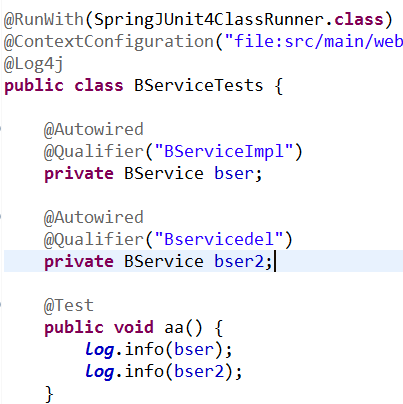 @RunWith(SpringJUnit4ClassRunner.class)
@ContextConfiguration("file:src/main/web
@Log4j
public class BServiceTests {
@Autowired
@Qualifier("BServiceImpl")
private BService bser;
@Autowired
@Qualifier("Bservicedel")
private BService bser2;
@Test
public void aa() {
log.info(bser);
log.info(bser2);
}